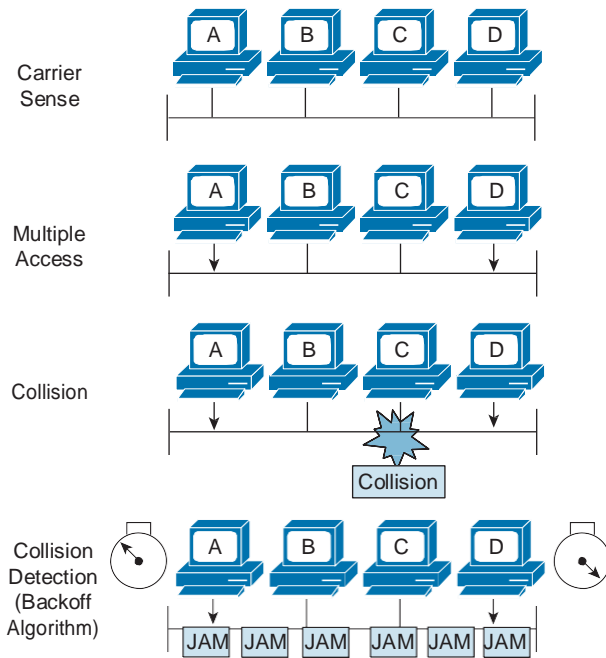 A B C D
Carrier
Sense
A B C D
Multiple
Access
A B C D
Collision
Collision
A B C D
Collision
Detection
(Backoff
Algorithm)
JAM JAM JAM JAM JAM JAM